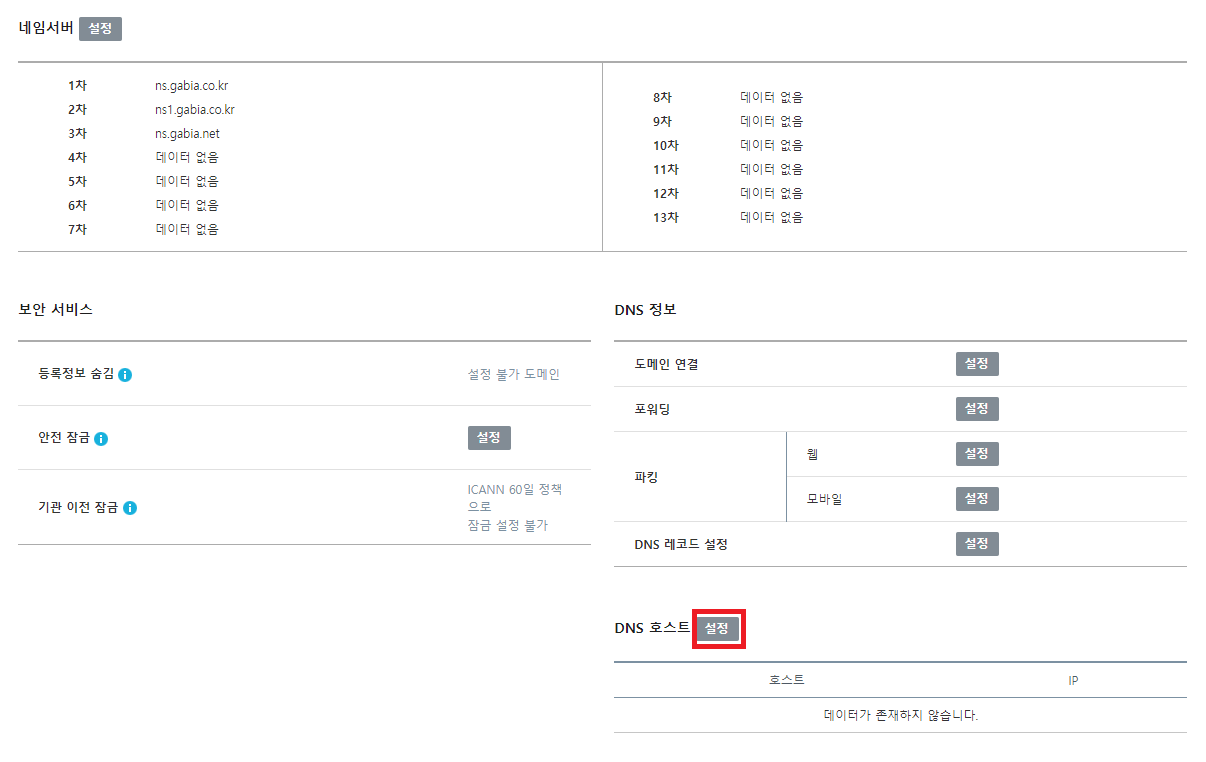 네임서버 설정
1차 ns.gabia.co.kr
2차 ns1.gabia.co.kr
3차 ns.gabia.net
4차 데이터 없음
5차 데이터 없음
6차 데이터 없음
7차 데이터 없음
8차 데이터 없음
9차 데이터 없음
10차 데이터 없음
11차 데이터 없음
12차 데이터 없음
13차 데이터 없음
보안 서비스
등록정보 숨김 설정 불가 도메인
안전 잠금 설정
기관 이전 잠금 ICANN 60일 정책
으로
잠금 설정 불가
DNS 정보
도메인 연결 설정
포워딩 설정
파킹
웹 설정
모바일 설정
DNS 레코드 설정 설정
DNS 호스트 설정
호스트 IP
데이터가 존재하지 않습니다.